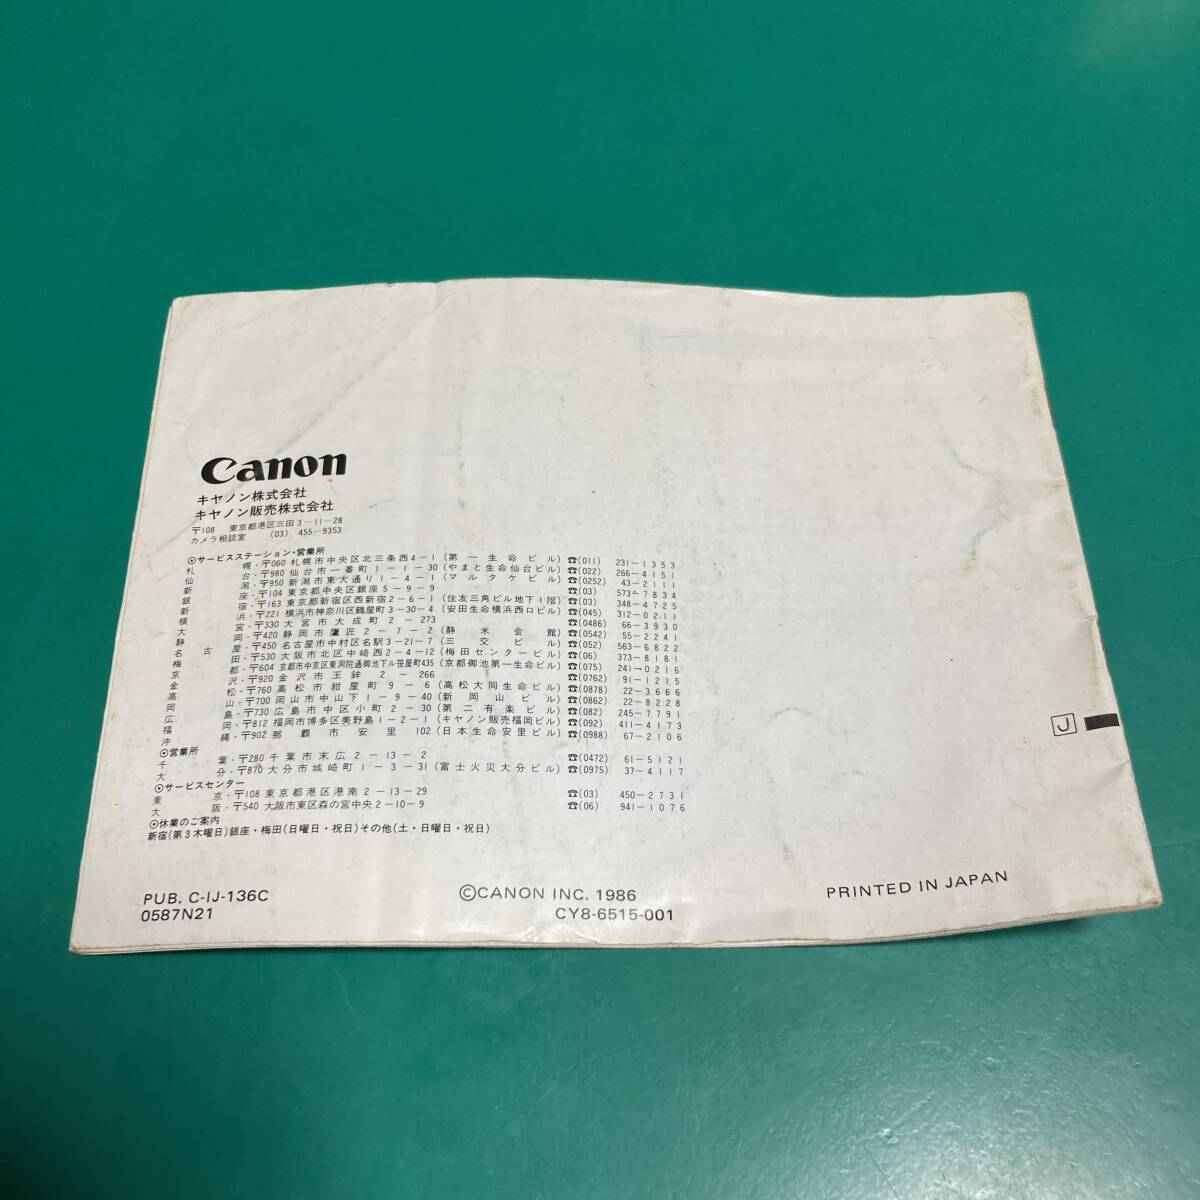 Canon
キヤノン株式会社
キヤノン販売株式会社
〒108 東京都港区三田3-11-28
カメラ相談室 (03) 455-9353
⊙サービスステーション・営業所
札幌・〒060 札幌市中央区北三条西4-1 (第一生命ビル) ☎(011) 231-1353
仙台・〒980 仙台市一番町1-1-30 (やまと生命仙台ビル) ☎(022) 266-4151
新潟・〒950 新潟市東大通り1-4-1 (マルタケビル) ☎(0252) 43-2111
銀座・〒104 東京都中央区銀座5-9-9 ☎(03) 573-7834
新宿・〒163 東京都新宿区西新宿2-6-1 (住友三角ビル地下1階) ☎(03) 348-4725
横浜・〒221 横浜市神奈川区鶴屋町3-30-4 (安田生命横浜西口ビル) ☎(045) 312-0211
大宮・〒330 大宮市大成町2-273 ☎(0486) 66-3930
静岡・〒420 静岡市鷹匠2-7-2 (静米会館) ☎(0542) 55-2241
名古屋・〒450 名古屋市中村区名駅3-21-7 (三交ビル) ☎(052) 563-6822
梅田・〒530 大阪市北区中崎西2-4-12 (梅田センタービル) ☎(06) 373-8181
京都・〒604 京都市中京区東洞院通御池下ル笹屋町435 (京都御池第一生命ビル) ☎(075) 241-0216
金沢・〒920 金沢市玉鉾2-266 ☎(0762) 91-1215
高松・〒760 高松市紺屋町9-6 (高松大同生命ビル) ☎(0878) 22-3666
岡山・〒700 岡山市中山下1-9-40 (新岡山ビル) ☎(0862) 22-8228
広島・〒730 広島市中区小町2-30 (第二有楽ビル) ☎(082) 245-7791
福岡・〒812 福岡市博多区美野島1-2-1 (キヤノン販売福岡ビル) ☎(092) 411-4173
沖縄・〒902 那覇市安里102 (日本生命安里ビル) ☎(0988) 67-2106
⊙営業所
千葉・〒280 千葉市末広2-13-2 ☎(0472) 61-5121
大分・〒870 大分市城崎町1-3-31 (富士火災大分ビル) ☎(0975) 37-4117
⊙サービスセンター
東京・〒108 東京都港区港南2-13-29 ☎(03) 450-2731
大阪・〒540 大阪市東区森の宮中央2-10-9 ☎(06) 941-1076
⊙休業のご案内
新宿(第3木曜日)銀座・梅田(日曜日・祝日)その他(土・日曜日・祝日)
J
PUB. C-IJ-136C
0587N21
©CANON INC. 1986
CY8-6515-001
PRINTED IN JAPAN